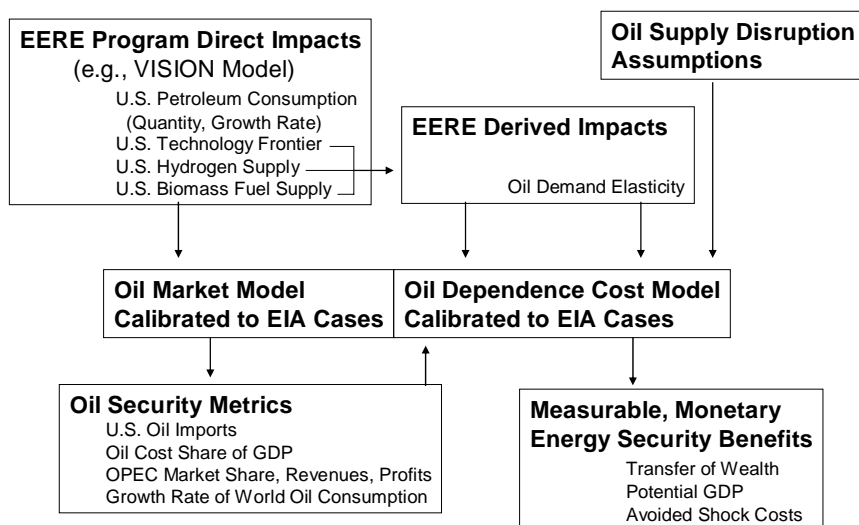 EERE Program Direct Impacts
(e.g., VISION Model)
U.S. Petroleum Consumption
(Quantity, Growth Rate)
U.S. Technology Frontier
U.S. Hydrogen Supply
U.S. Biomass Fuel Supply
Oil Supply Disruption
Assumptions
EERE Derived Impacts
Oil Demand Elasticity
Oil Market Model
Calibrated to EIA Cases
Oil Dependence Cost Model
Calibrated to EIA Cases
Oil Security Metrics
U.S. Oil Imports
Oil Cost Share of GDP
OPEC Market Share, Revenues, Profits
Growth Rate of World Oil Consumption
Measurable, Monetary
Energy Security Benefits
Transfer of Wealth
Potential GDP
Avoided Shock Costs